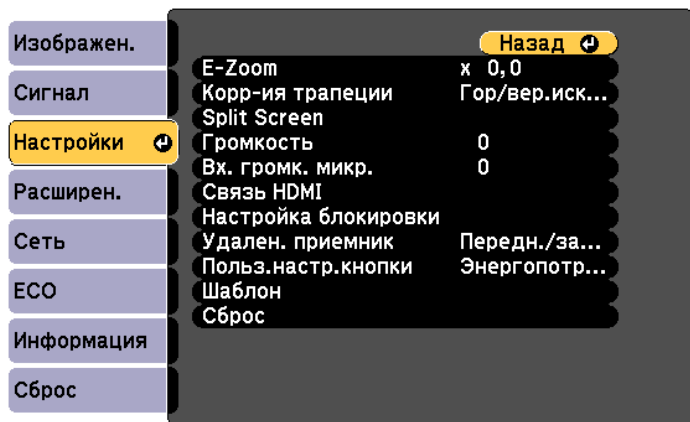 Изображен.
Сигнал
Настройки
Расширен.
Сеть
ECO
Информация
Сброс
Назад
E-Zoom x 0,0
Корр-ия трапеции Гор/вер.иск...
Split Screen
Громкость 0
Вх. громк. микр. 0
Связь HDMI
Настройка блокировки
Удален. приемник Передн./за...
Польз.настр.кнопки Энергопотр...
Шаблон
Сброс